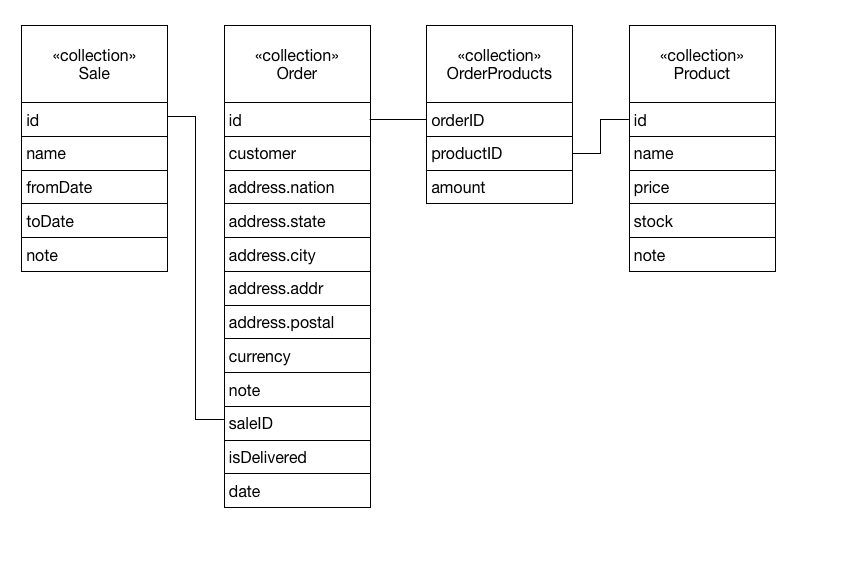 «collection»
Sale
id
name
fromDate
toDate
note
«collection»
Order
id
customer
address.nation
address.state
address.city
address.addr
address.postal
currency
note
saleID
isDelivered
date
«collection»
OrderProducts
orderID
productID
amount
«collection»
Product
id
name
price
stock
note